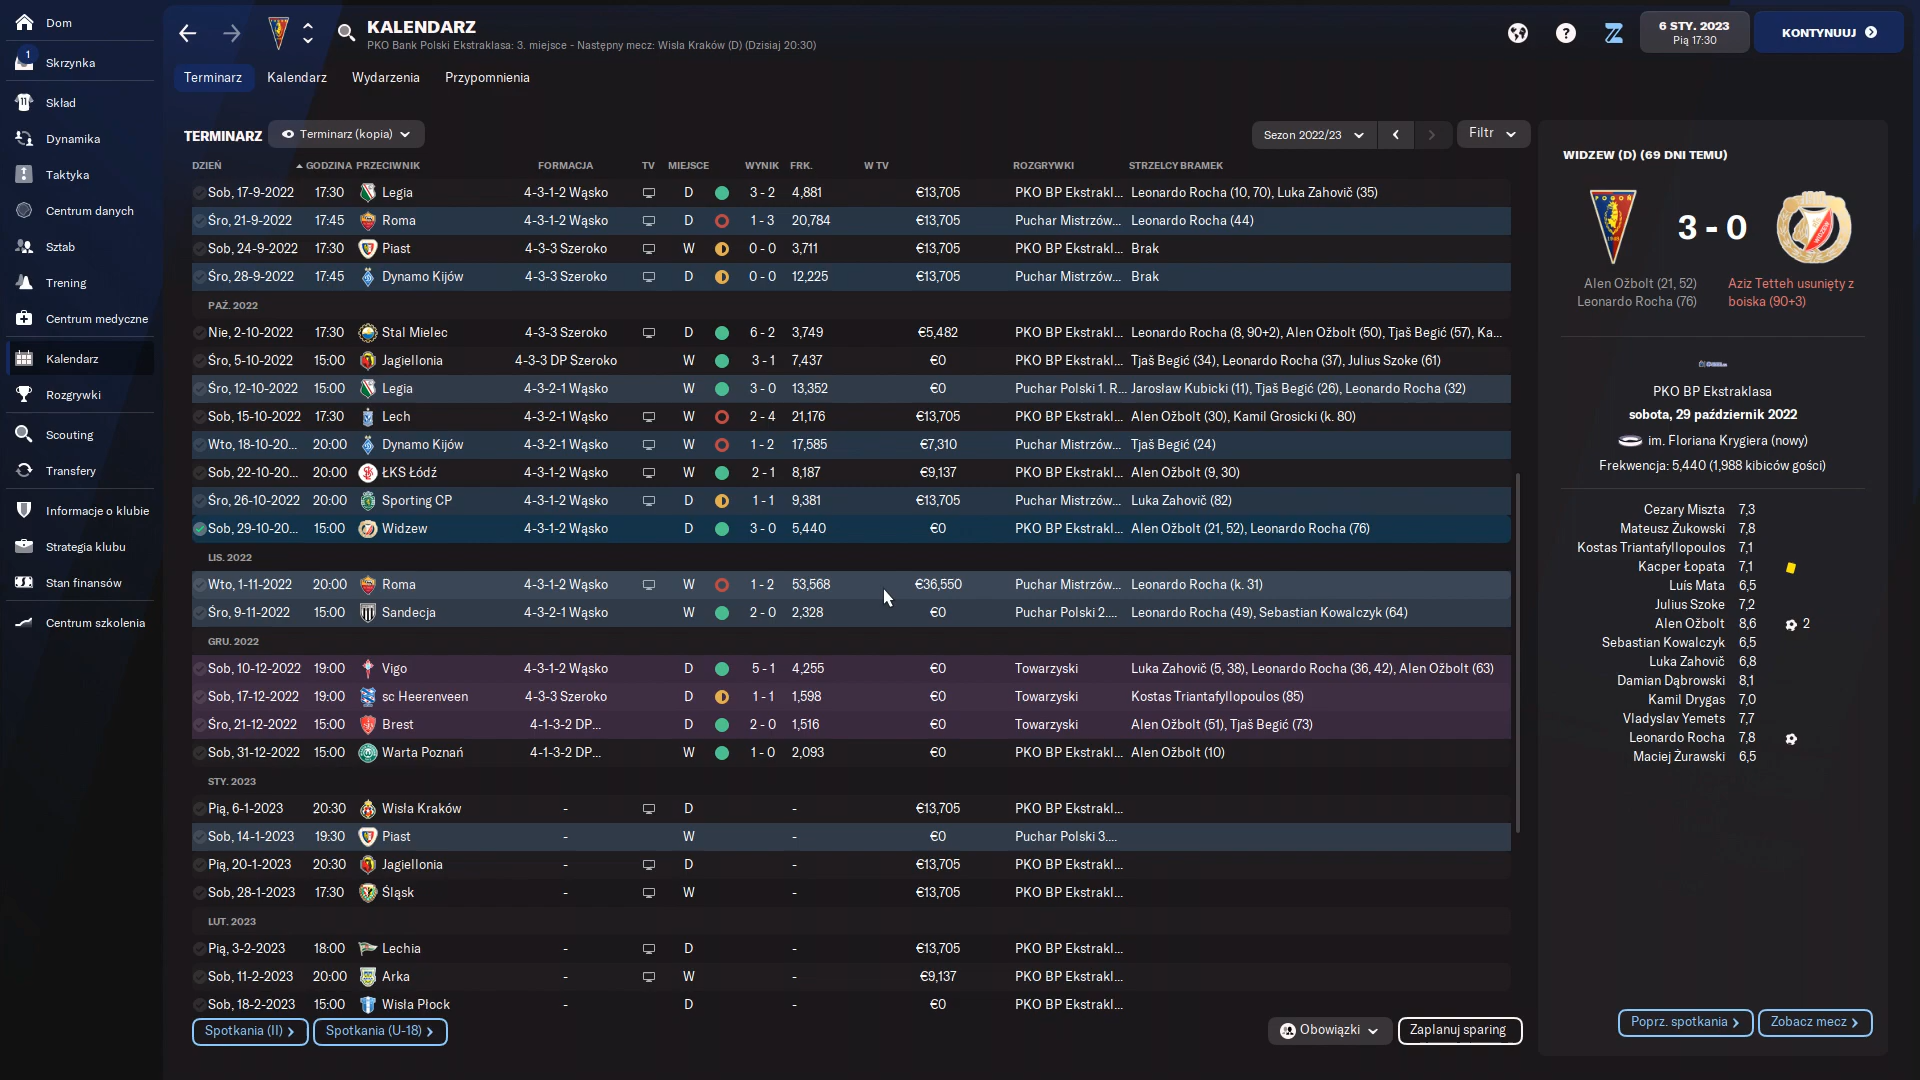 Dom
1
Skrzynka
Skład
Dynamika
Taktyka
Centrum danych
Sztab
Trening
Centrum medyczne
Kalendarz
Rozgrywki
Scouting
Transfery
Informacje o klubie
Strategia klubu
Stan finansów
Centrum szkolenia
KALENDARZ
PKO Bank Polski Ekstraklasa: 3. miejsce - Następny mecz: Wisla Kraków (D) (Dzisiaj 20:30)
6 STY. 2023
Pią 17:30
KONTYNUUJ
Terminarz Kalendarz Wydarzenia Przypomnienia
TERMINARZ Terminarz (kopia) Sezon 2022/23 Filtr
DZIEŃ GODZINA PRZECIWNIK FORMACJA TV MIEJSCE WYNIK FRK. W TV ROZGRYWKI STRZELCY BRAMEK
Sob, 17-9-2022 17:30 Legia 4-3-1-2 Wąsko D 3 - 2 4,881 €13,705 PKO BP Ekstrakl... Leonardo Rocha (10, 70), Luka Zahovič (35)
Śro, 21-9-2022 17:45 Roma 4-3-1-2 Wąsko D 1 - 3 20,784 €13,705 Puchar Mistrzów... Leonardo Rocha (44)
Sob, 24-9-2022 17:30 Piast 4-3-3 Szeroko W 0 - 0 3,711 €13,705 PKO BP Ekstrakl... Brak
Śro, 28-9-2022 17:45 Dynamo Kijów 4-3-3 Szeroko D 0 - 0 12,225 €13,705 Puchar Mistrzów... Brak
PAŹ. 2022
Nie, 2-10-2022 17:30 Stal Mielec 4-3-3 Szeroko D 6 - 2 3,749 €5,482 PKO BP Ekstrakl... Leonardo Rocha (8, 90+2), Alen Ožbolt (50), Tjaš Begić (57), Ka...
Śro, 5-10-2022 15:00 Jagiellonia 4-3-3 DP Szeroko W 3 - 1 7,437 €0 PKO BP Ekstrakl... Tjaš Begić (34), Leonardo Rocha (37), Julius Szoke (61)
Śro, 12-10-2022 15:00 Legia 4-3-2-1 Wąsko W 3 - 0 13,352 €0 Puchar Polski 1. R... Jarosław Kubicki (11), Tjaš Begić (26), Leonardo Rocha (32)
Sob, 15-10-2022 17:30 Lech 4-3-2-1 Wąsko W 2 - 4 21,176 €13,705 PKO BP Ekstrakl... Alen Ožbolt (30), Kamil Grosicki (k. 80)
Wto, 18-10-20... 20:00 Dynamo Kijów 4-3-2-1 Wąsko W 1 - 2 17,585 €7,310 Puchar Mistrzów... Tjaš Begić (24)
Sob, 22-10-20... 20:00 ŁKS Łódź 4-3-1-2 Wąsko W 2 - 1 8,187 €9,137 PKO BP Ekstrakl... Alen Ožbolt (9, 30)
Śro, 26-10-2022 20:00 Sporting CP 4-3-1-2 Wąsko D 1 - 1 9,381 €13,705 Puchar Mistrzów... Luka Zahovič (82)
Sob, 29-10-20... 15:00 Widzew 4-3-1-2 Wąsko D 3 - 0 5,440 €0 PKO BP Ekstrakl... Alen Ožbolt (21, 52), Leonardo Rocha (76)
LIS. 2022
Wto, 1-11-2022 20:00 Roma 4-3-1-2 Wąsko W 1 - 2 53,568 €36,550 Puchar Mistrzów... Leonardo Rocha (k. 31)
Śro, 9-11-2022 15:00 Sandecja 4-3-2-1 Wąsko W 2 - 0 2,328 €0 Puchar Polski 2.... Leonardo Rocha (49), Sebastian Kowalczyk (64)
GRU. 2022
Sob, 10-12-2022 19:00 Vigo 4-3-1-2 Wąsko D 5 - 1 4,255 €0 Towarzyski Luka Zahovič (5, 38), Leonardo Rocha (36, 42), Alen Ožbolt (63)
Sob, 17-12-2022 19:00 sc Heerenveen 4-3-3 Szeroko D 1 - 1 1,598 €0 Towarzyski Kostas Triantafyllopoulos (85)
Śro, 21-12-2022 15:00 Brest 4-1-3-2 DP... D 2 - 0 1,516 €0 Towarzyski Alen Ožbolt (51), Tjaš Begić (73)
Sob, 31-12-2022 15:00 Warta Poznań 4-1-3-2 DP... W 1 - 0 2,093 €0 PKO BP Ekstrakl... Alen Ožbolt (10)
STY. 2023
Pią, 6-1-2023 20:30 Wisla Kraków - D - €13,705 PKO BP Ekstrakl...
Sob, 14-1-2023 19:30 Piast - W - €0 Puchar Polski 3....
Pią, 20-1-2023 20:30 Jagiellonia - D - €13,705 PKO BP Ekstrakl...
Sob, 28-1-2023 17:30 Śląsk - W - €13,705 PKO BP Ekstrakl...
LUT. 2023
Pią, 3-2-2023 18:00 Lechia - D - €13,705 PKO BP Ekstrakl...
Sob, 11-2-2023 20:00 Arka - W - €9,137 PKO BP Ekstrakl...
Sob, 18-2-2023 15:00 Wisla Płock - D - €0 PKO BP Ekstrakl...
Spotkania (II) Spotkania (U-18) Obowiązki Zaplanuj sparing
WIDZEW (D) (69 DNI TEMU)
POGOŃ
3 - 0
WIDZEW
Alen Ožbolt (21, 52)
Leonardo Rocha (76)
Aziz Tetteh usunięty z
boiska (90+3)
PKO BP Ekstraklasa
sobota, 29 październik 2022
im. Floriana Krygiera (nowy)
Frekwencja: 5,440 (1,988 kibiców gości)
Cezary Miszta 7,3
Mateusz Żukowski 7,8
Kostas Triantafyllopoulos 7,1
Kacper Łopata 7,1
Luís Mata 6,5
Julius Szoke 7,2
Alen Ožbolt 8,6 2
Sebastian Kowalczyk 6,5
Luka Zahovič 6,8
Damian Dąbrowski 8,1
Kamil Drygas 7,0
Vladyslav Yemets 7,7
Leonardo Rocha 7,8
Maciej Żurawski 6,5
Poprz. spotkania Zobacz mecz